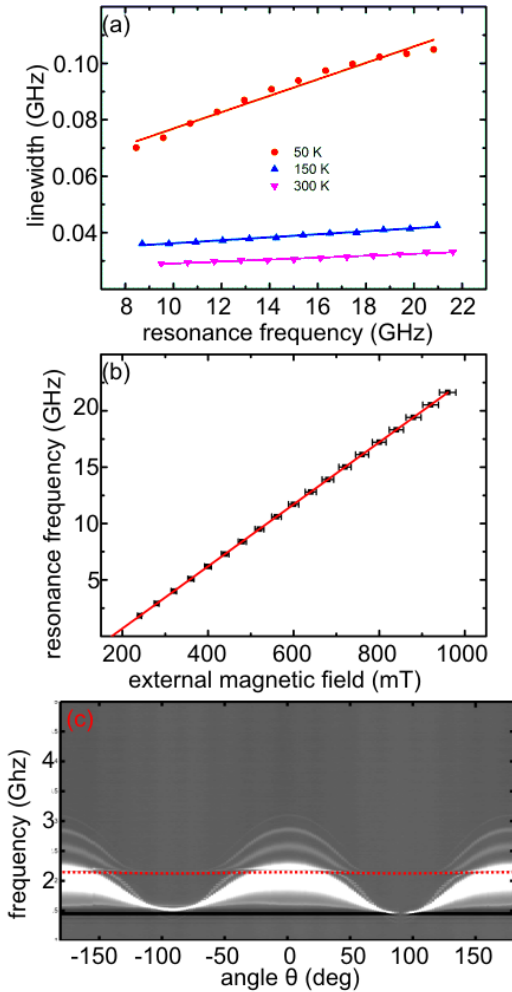 (a)
linewidth (GHz)
0.10
0.08
0.06
0.04
50 K
150 K
300 K
8 10 12 14 16 18 20 22
resonance frequency (GHz)
(b)
resonance frequency (GHz)
20
15
10
5
200 400 600 800 1000
external magnetic field (mT)
(c)
frequency (Ghz)
4
3
2
1
-150 -100 -50 0 50 100 150
angle θ (deg)